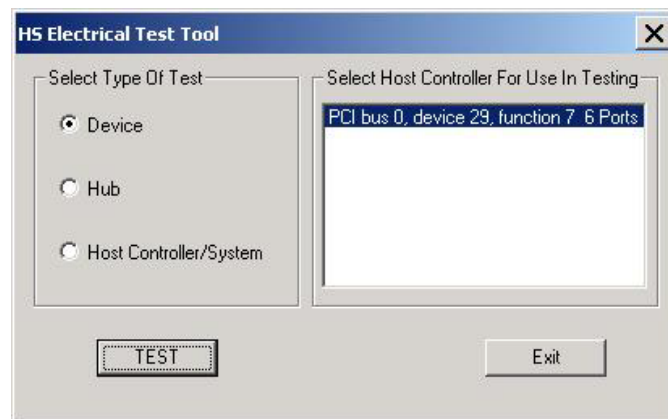 HS Electrical Test Tool
Select Type Of Test
Device
Hub
Host Controller/System
Select Host Controller For Use In Testing
PCI bus 0, device 29, function 7 6 Ports
TEST
Exit